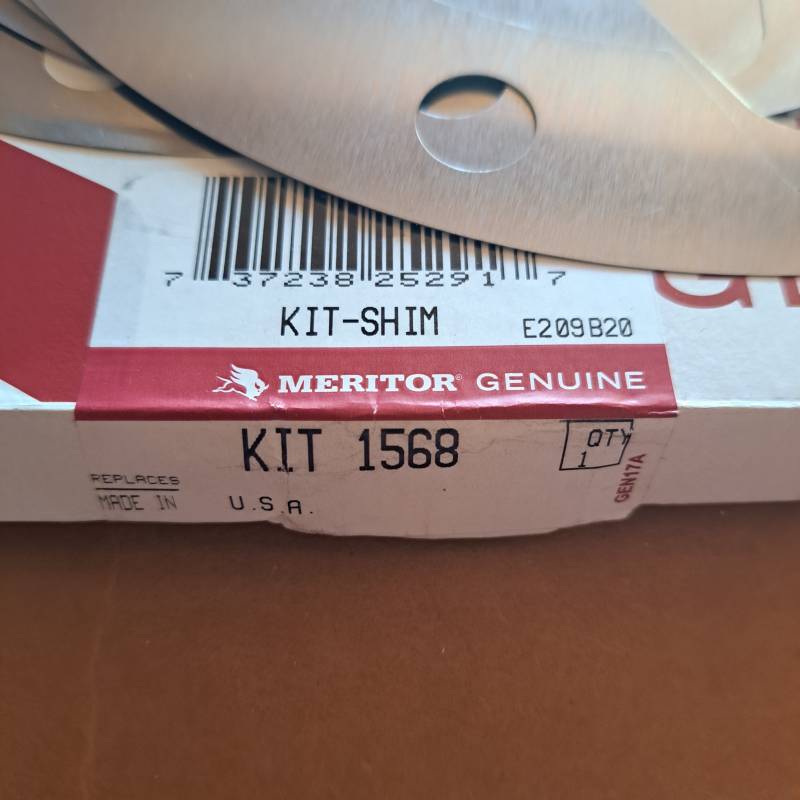 7 37238 25291 7
KIT-SHIM E209B20
MERITOR® GENUINE
KIT 1568
QTY
1
GEN17A
REPLACES
MADE IN U.S.A.